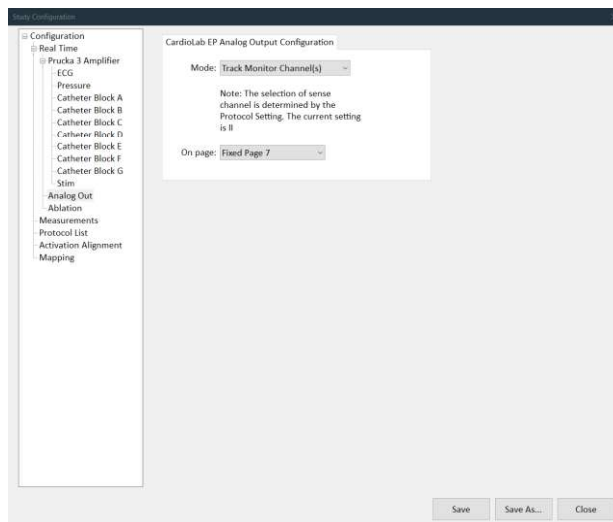 Study Configuration
Configuration
Real Time
Prucka 3 Amplifier
ECG
Pressure
Catheter Block A
Catheter Block B
Catheter Block C
Catheter Block D
Catheter Block E
Catheter Block F
Catheter Block G
Stim
Analog Out
Ablation
Measurements
Protocol List
Activation Alignment
Mapping
CardioLab EP Analog Output Configuration
Mode: Track Monitor Channel(s)
Note: The selection of sense
channel is determined by the
Protocol Setting. The current setting
is II
On page: Fixed Page 7
Save Save As... Close